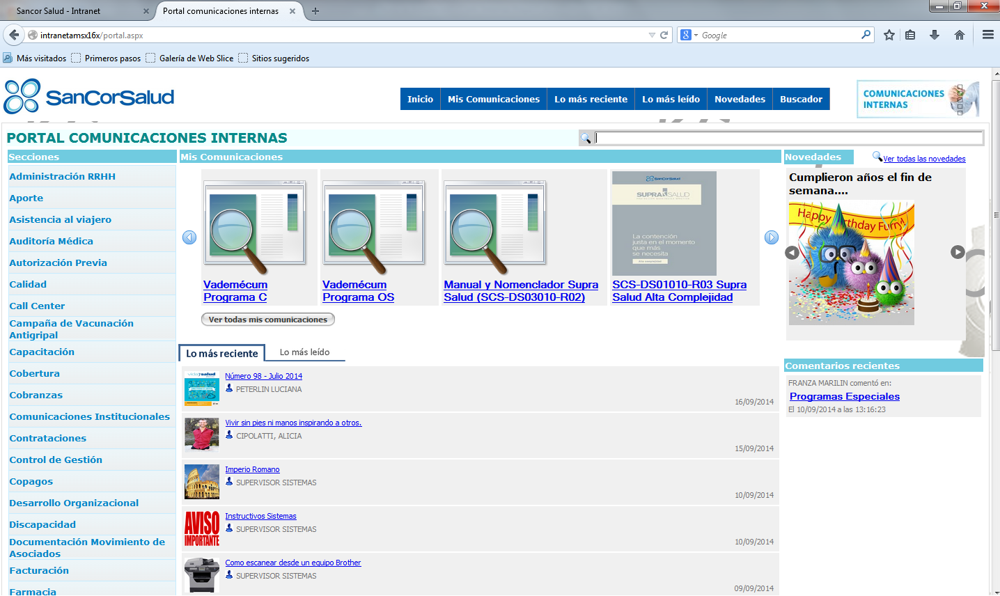 Sancor Salud - Intranet
Portal comunicaciones internas
intranetamsx16x/portal.aspx
Google
Más visitados
Primeros pasos
Galería de Web Slice
Sitios sugeridos
SanCorSalud
Inicio
Mis Comunicaciones
Lo más reciente
Lo más leído
Novedades
Buscador
COMUNICACIONES
INTERNAS
PORTAL COMUNICACIONES INTERNAS
Secciones
Administración RRHH
Aporte
Asistencia al viajero
Auditoría Médica
Autorización Previa
Calidad
Call Center
Campaña de Vacunación
Antigripal
Capacitación
Cobertura
Cobranzas
Comunicaciones Institucionales
Contrataciones
Control de Gestión
Copagos
Desarrollo Organizacional
Discapacidad
Documentación Movimiento de
Asociados
Facturación
Farmacia
Mis Comunicaciones
Vademécum
Programa C
Vademécum
Programa OS
Manual y Nomenclador Supra
Salud (SCS-DS03010-R02)
SanCorSalud
SUPRA SALUD
La contención
justa en el momento
que más
se necesita
SCS-DS01010-R03 Supra
Salud Alta Complejidad
Ver todas mis comunicaciones
Lo más reciente
Lo más leído
vida y salud
Número 98 - Julio 2014
PETERLIN LUCIANA
16/09/2014
Vivir sin pies ni manos inspirando a otros.
CIPOLATTI, ALICIA
15/09/2014
Imperio Romano
SUPERVISOR SISTEMAS
10/09/2014
AVISO
IMPORTANTE
Instructivos Sistemas
SUPERVISOR SISTEMAS
10/09/2014
Como escanear desde un equipo Brother
SUPERVISOR SISTEMAS
09/09/2014
Novedades
Ver todas las novedades
Cumplieron años el fin de
semana....
Happy Birthday Furry!
Comentarios recientes
FRANZA MARILIN comentó en:
Programas Especiales
El 10/09/2014 a las 13:16:23